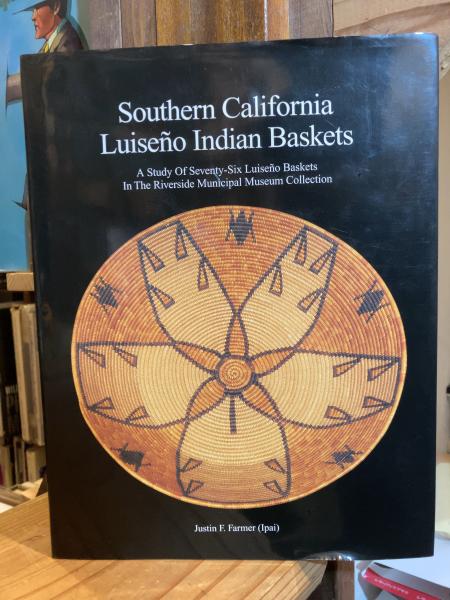 Southern California
Luiseño Indian Baskets
A Study Of Seventy-Six Luiseño Baskets
In The Riverside Municipal Museum Collection
Justin F. Farmer (Ipai)